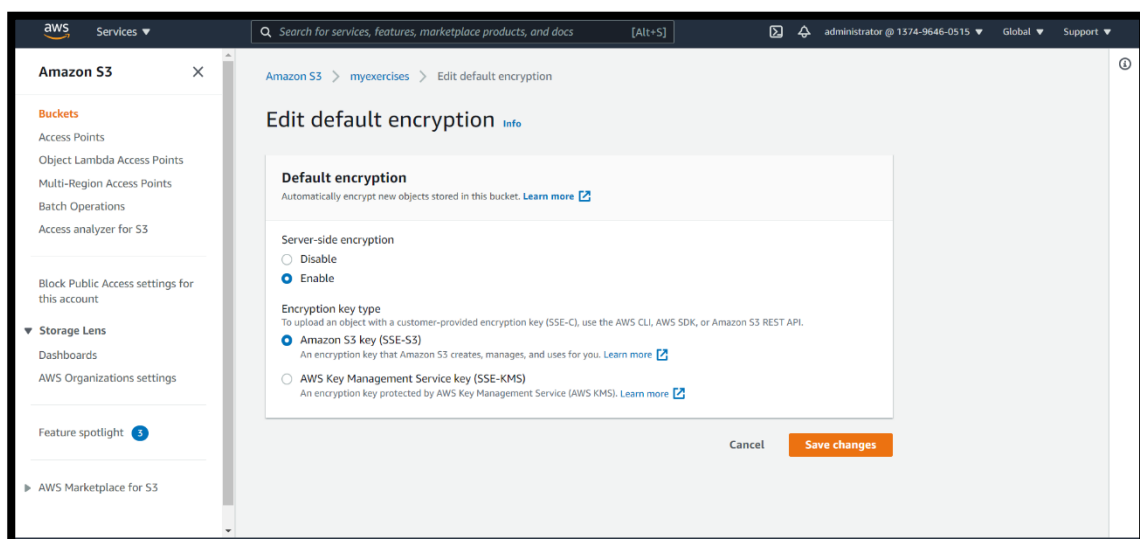 aws
Services ▼
Search for services, features, marketplace products, and docs [Alt+S]
administrator @ 1374-9646-0515 ▼
Global ▼
Support ▼
Amazon S3
Buckets
Access Points
Object Lambda Access Points
Multi-Region Access Points
Batch Operations
Access analyzer for S3
Block Public Access settings for
this account
▼ Storage Lens
Dashboards
AWS Organizations settings
Feature spotlight 3
▶ AWS Marketplace for S3
Amazon S3 > myexercises > Edit default encryption
Edit default encryption Info
Default encryption
Automatically encrypt new objects stored in this bucket. Learn more
Server-side encryption
Disable
Enable
Encryption key type
To upload an object with a customer-provided encryption key (SSE-C), use the AWS CLI, AWS SDK, or Amazon S3 REST API.
Amazon S3 key (SSE-S3)
An encryption key that Amazon S3 creates, manages, and uses for you. Learn more
AWS Key Management Service key (SSE-KMS)
An encryption key protected by AWS Key Management Service (AWS KMS). Learn more
Cancel
Save changes